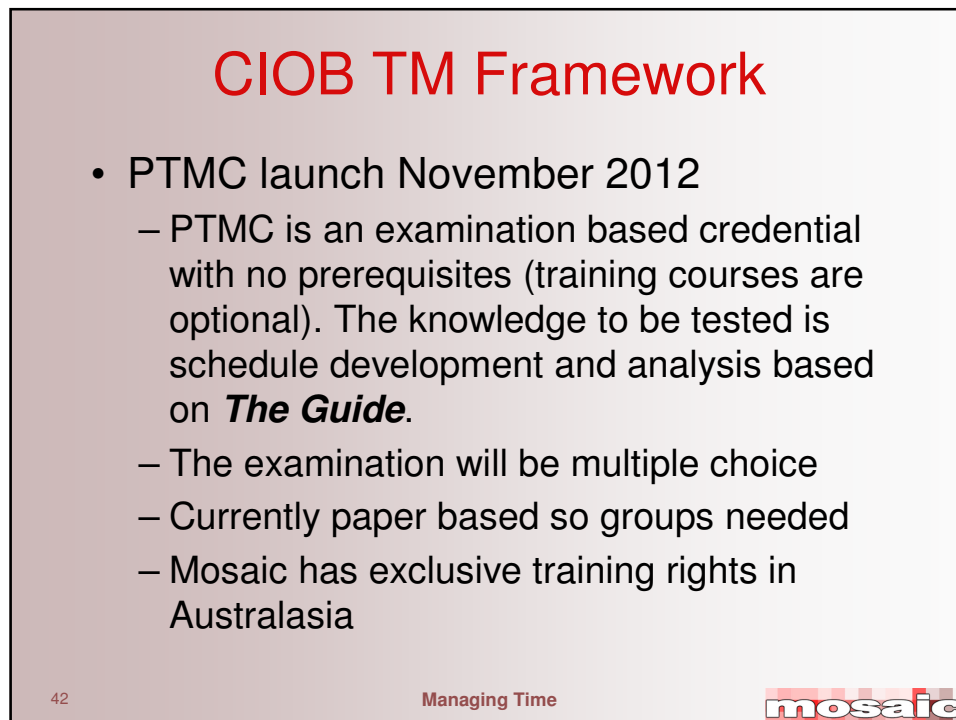 CIOB TM Framework
• PTMC launch November 2012
– PTMC is an examination based credential
with no prerequisites (training courses are
optional). The knowledge to be tested is
schedule development and analysis based
on The Guide.
– The examination will be multiple choice
– Currently paper based so groups needed
– Mosaic has exclusive training rights in
Australasia
42
Managing Time
mosaic